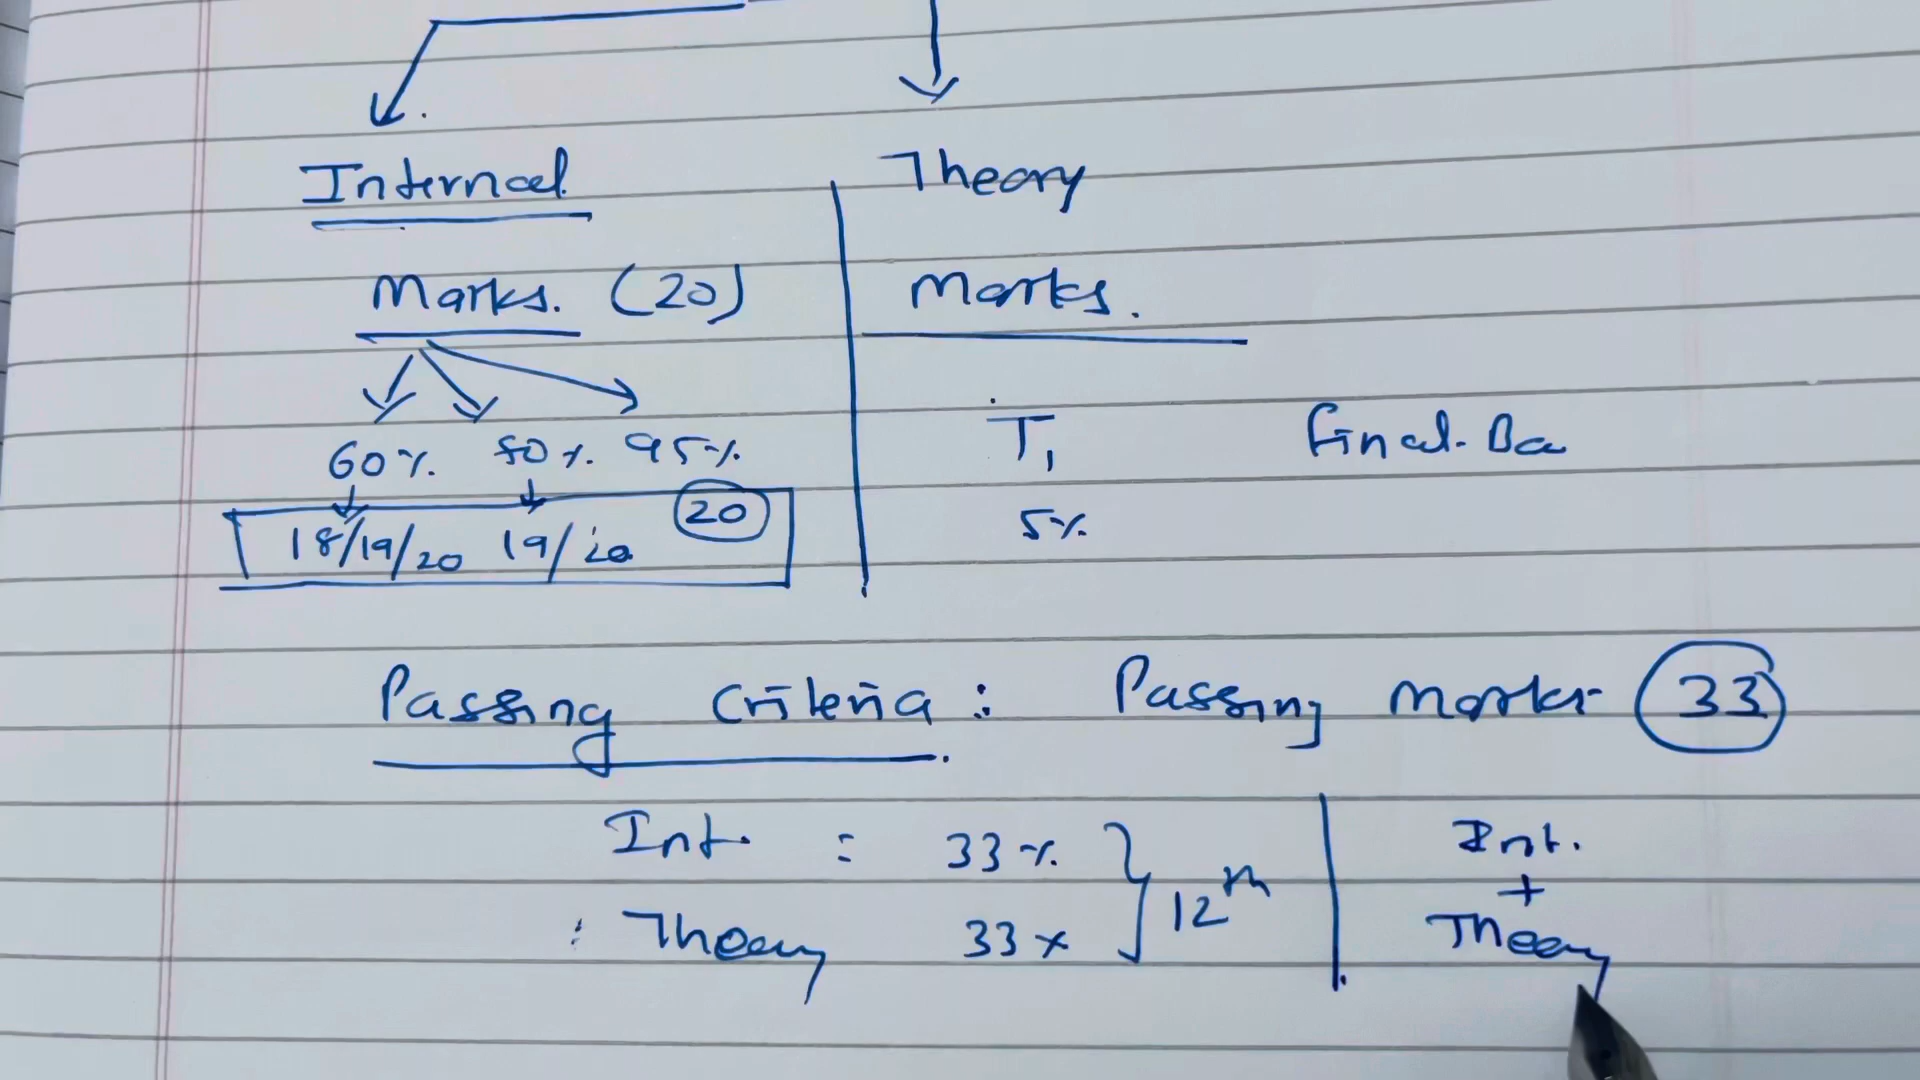 Internal Theory
Marks. (20) Marks.
60% 80% 95% T1 Final-Ba
18/19/20 19/20 20 5%
Passing Criteria: Passing Marks 33
Int. : 33% 12th Int.
+
: Theory 33% Theory